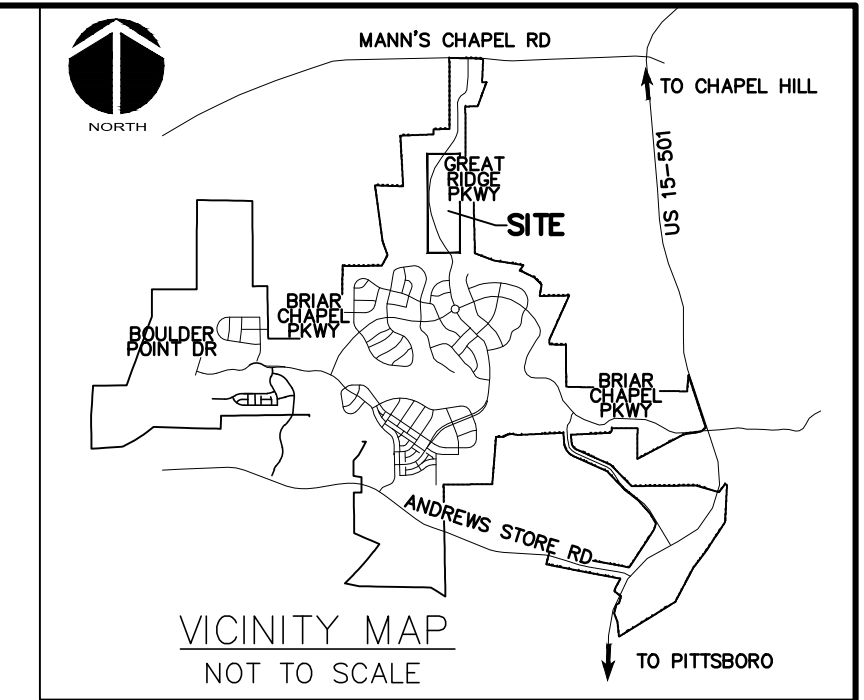 MANN'S CHAPEL RD
NORTH
TO CHAPEL HILL
US 15-501
GREAT
RIDGE
PKWY
SITE
BRIAR
CHAPEL
PKWY
BOULDER
POINT DR
BRIAR
CHAPEL
PKWY
ANDREWS STORE RD
VICINITY MAP
NOT TO SCALE
TO PITTSBORO